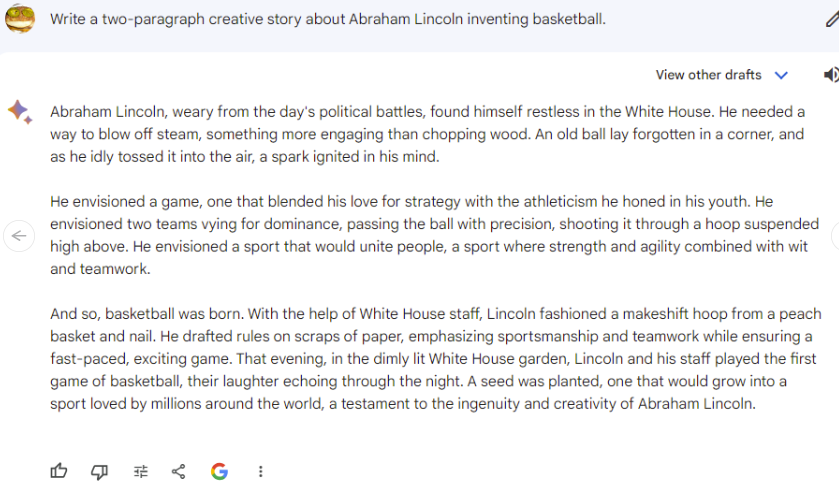 Write a two-paragraph creative story about Abraham Lincoln inventing basketball.
View other drafts
Abraham Lincoln, weary from the day's political battles, found himself restless in the White House. He needed a
way to blow off steam, something more engaging than chopping wood. An old ball lay forgotten in a corner, and
as he idly tossed it into the air, a spark ignited in his mind.
He envisioned a game, one that blended his love for strategy with the athleticism he honed in his youth. He
envisioned two teams vying for dominance, passing the ball with precision, shooting it through a hoop suspended
high above. He envisioned a sport that would unite people, a sport where strength and agility combined with wit
and teamwork.
And so, basketball was born. With the help of White House staff, Lincoln fashioned a makeshift hoop from a peach
basket and nail. He drafted rules on scraps of paper, emphasizing sportsmanship and teamwork while ensuring a
fast-paced, exciting game. That evening, in the dimly lit White House garden, Lincoln and his staff played the first
game of basketball, their laughter echoing through the night. A seed was planted, one that would grow into a
sport loved by millions around the world, a testament to the ingenuity and creativity of Abraham Lincoln.